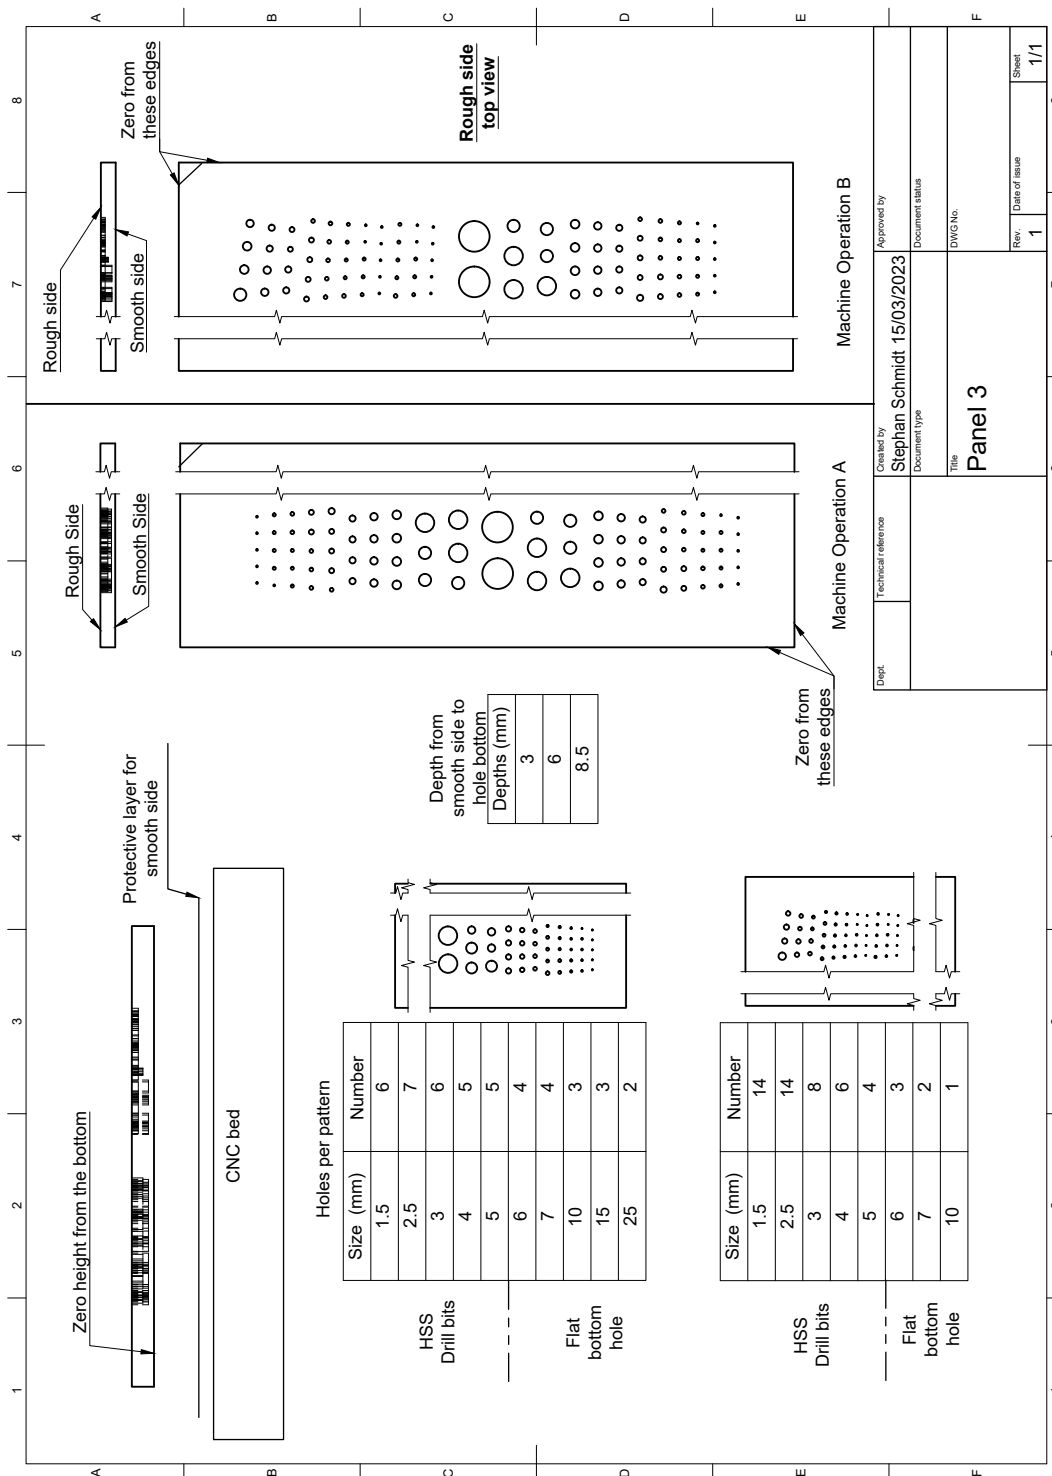 1
2
3
4
5
6
7
8
A
B
C
D
E
F
Zero height from the bottom
Protective layer for
smooth side
CNC bed
Rough Side
Smooth Side
Rough side
Smooth side
Zero from
these edges
Rough side
top view
Holes per pattern
Size (mm) Number
1.5 6
2.5 7
3 6
4 5
5 5
6 4
7 4
10 3
15 3
25 2
HSS
Drill bits
Flat
bottom
hole
Depth from
smooth side to
hole bottom
Depths (mm)
3
6
8.5
Size (mm) Number
1.5 14
2.5 14
3 8
4 6
5 4
6 3
7 2
10 1
HSS
Drill bits
Flat
bottom
hole
Zero from
these edges
Machine Operation A
Machine Operation B
Dept.
Technical reference
Created by
Stephan Schmidt 15/03/2023
Approved by
Document type
Document status
Title
Panel 3
DWG No.
Rev.
1
Date of issue
Sheet
1/1
A
B
C
D
E
F